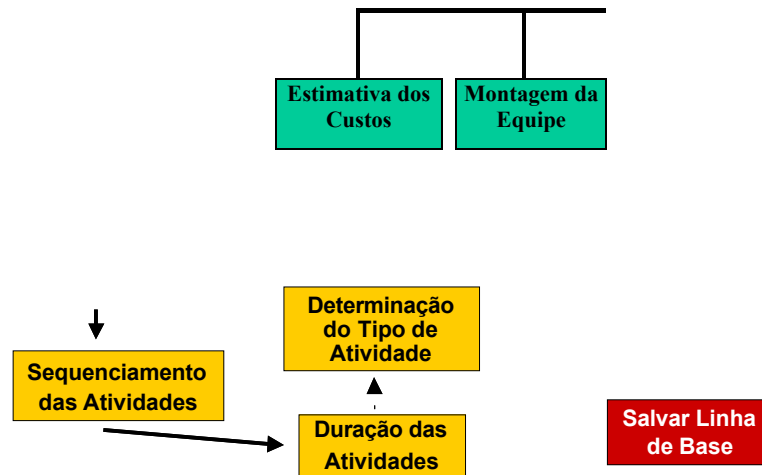 Estimativa dos
Custos
Montagem da
Equipe
Determinação
do Tipo de
Atividade
Sequenciamento
das Atividades
Duração das
Atividades
Salvar Linha
de Base